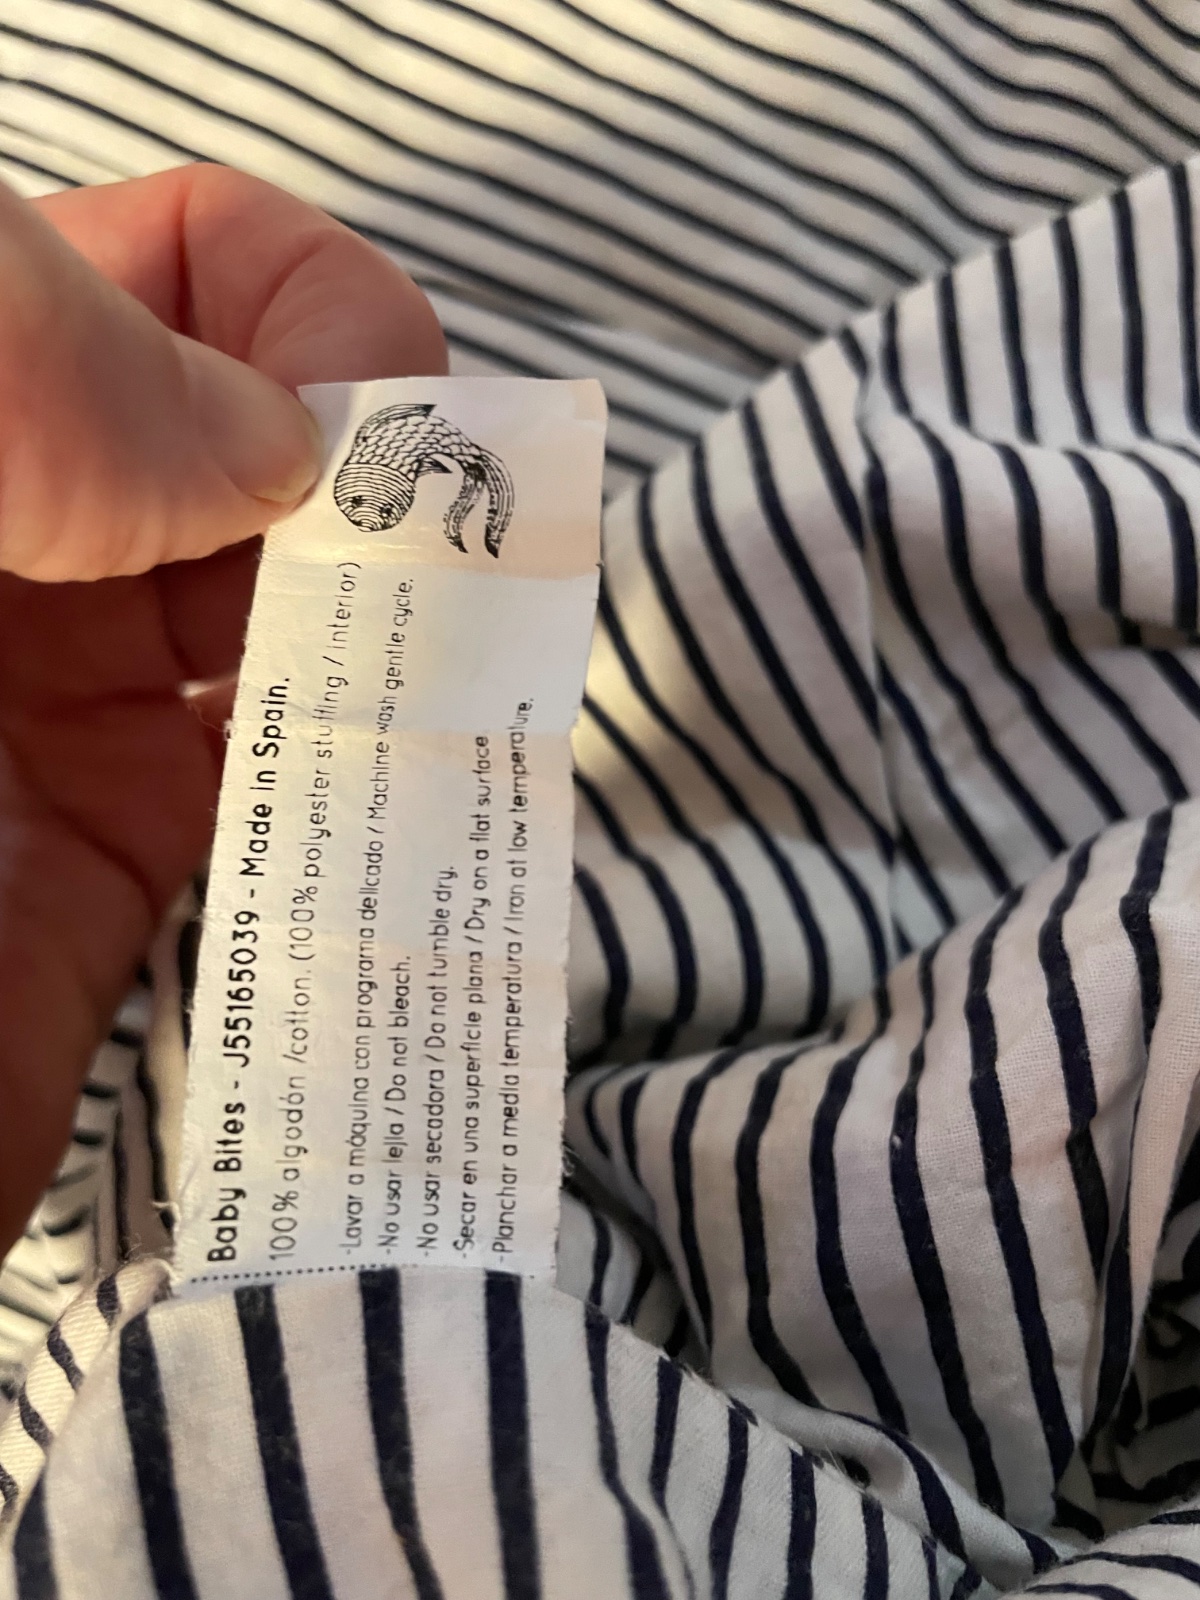 Baby Bites - J55165039 - Made in Spain.
100% algodón /cotton. (100% polyester stuffing / interior)
-Lavar a máquina con programa delicado / Machine wash gentle cycle.
-No usar lejía / Do not bleach.
-No usar secadora / Do not tumble dry.
-Secar en una superficie plana / Dry on a flat surface
-Planchar a media temperatura / Iron at low temperature.